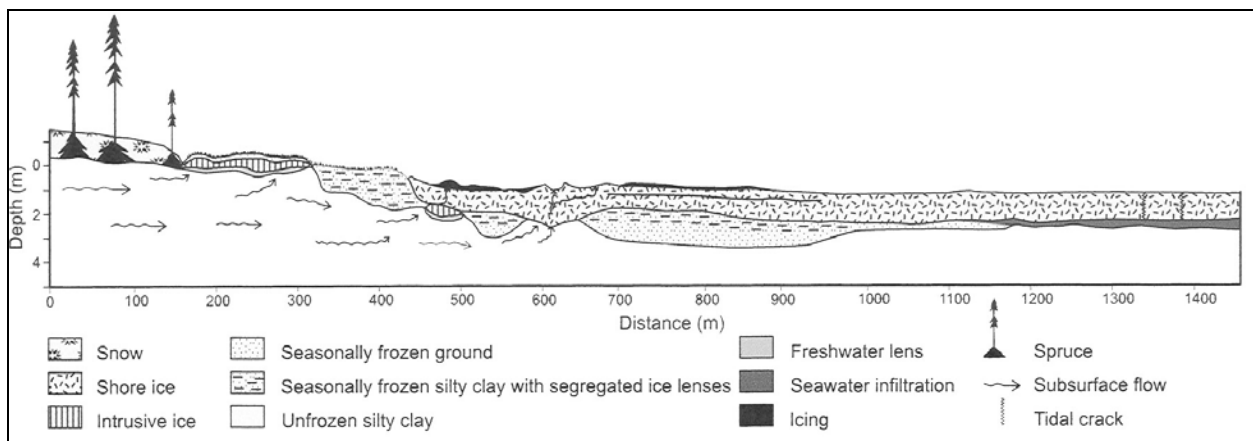 Depth (m)
0
2
4
0 100 200 300 400 500 600 700 800 900 1000 1100 1200 1300 1400
Distance (m)
Snow
Shore ice
Intrusive ice
Seasonally frozen ground
Seasonally frozen silty clay with segregated ice lenses
Unfrozen silty clay
Freshwater lens
Seawater infiltration
Icing
Spruce
Subsurface flow
Tidal crack